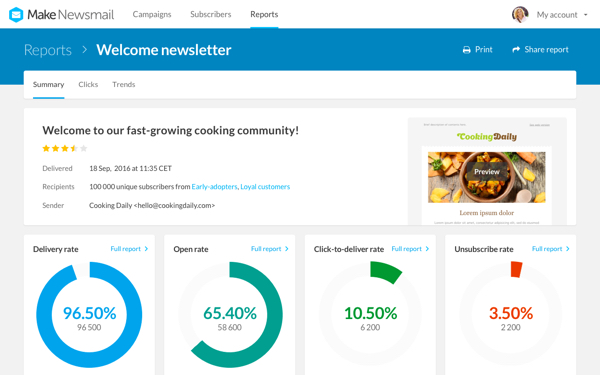 Make Newsmail
Campaigns
Subscribers
Reports
My account
Reports > Welcome newsletter
Print
Share report
Summary
Clicks
Trends
Welcome to our fast-growing cooking community!
Delivered 18 Sep, 2016 at 11:35 CET
Recipients 100 000 unique subscribers from Early-adopters, Loyal customers
Sender Cooking Daily <hello@cookingdaily.com>
CookingDaily
Preview
Lorem ipsum dolor
Delivery rate Full report >
96.50%
96 500
Open rate Full report >
65.40%
58 600
Click-to-deliver rate Full report >
10.50%
6 200
Unsubscribe rate Full report >
3.50%
2 200